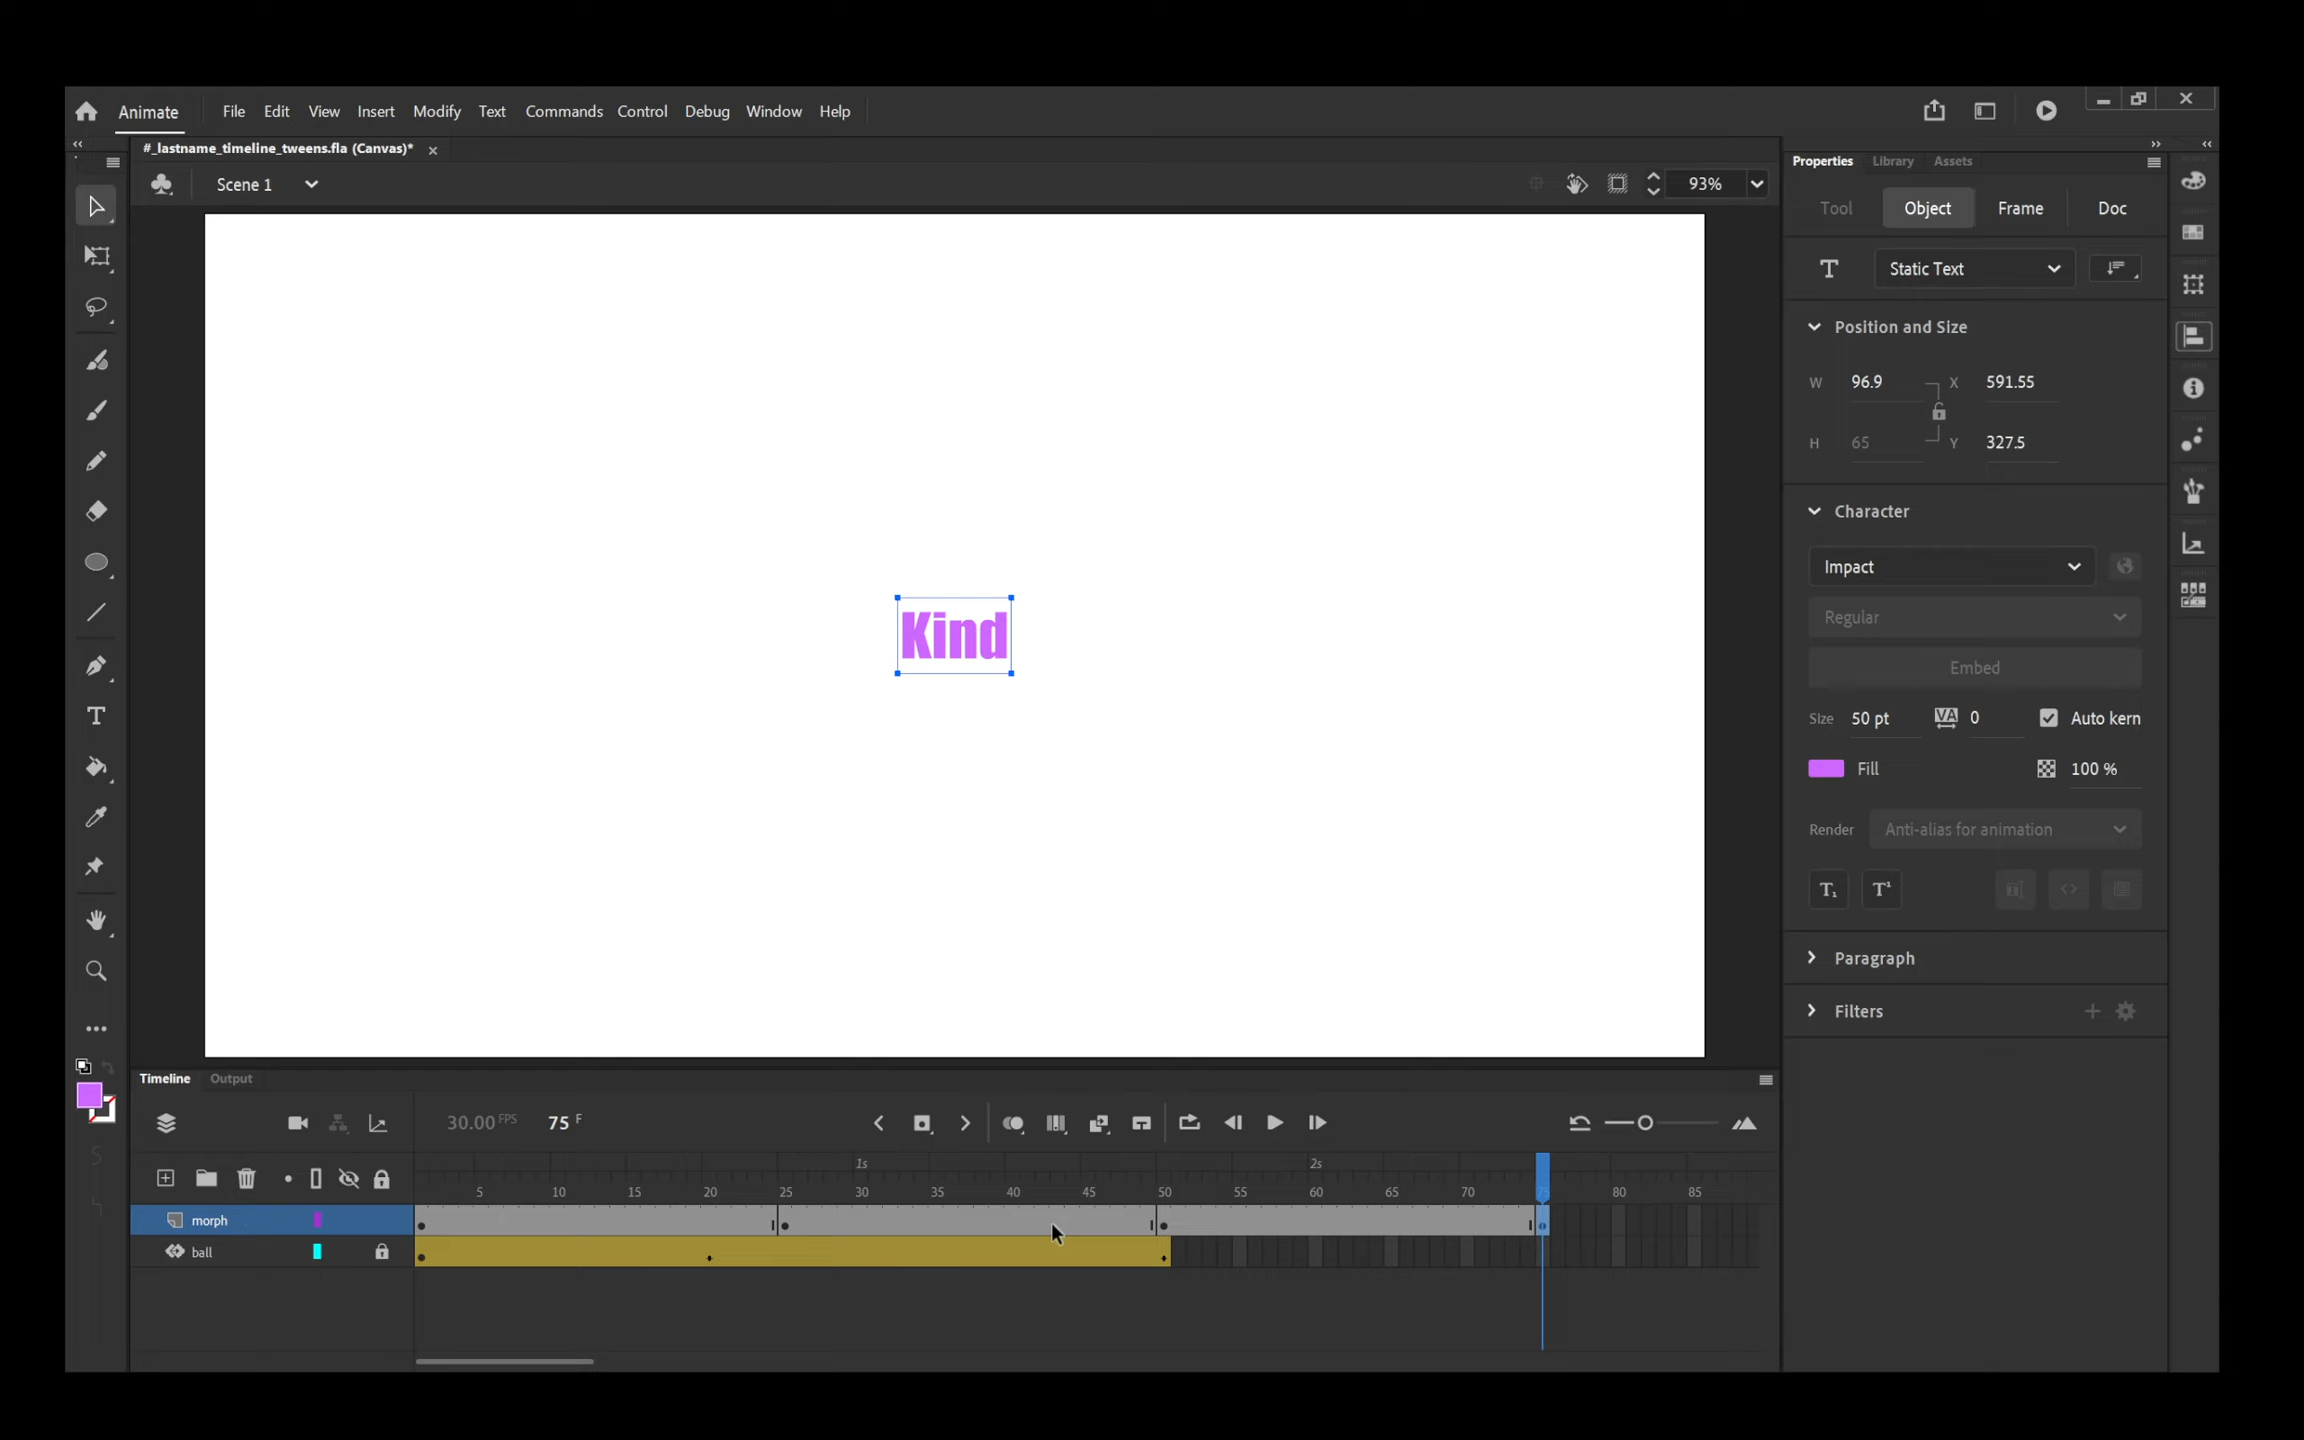 Animate File Edit View Insert Modify Text Commands Control Debug Window Help
#_lastname_timeline_tweens.fla (Canvas)*
Scene 1
93%
Kind
Properties Library Assets
Tool Object Frame Doc
T Static Text
Position and Size
W 96.9 X 591.55
H 65 Y 327.5
Character
Impact
Regular
Embed
Size 50 pt VA 0 Auto kern
Fill 100 %
Render Anti-alias for animation
T₁ T¹
Paragraph
Filters
Timeline Output
30.00 FPS 75 F
1s 2s
5 10 15 20 25 30 35 40 45 50 55 60 65 70 75 80 85
morph
ball